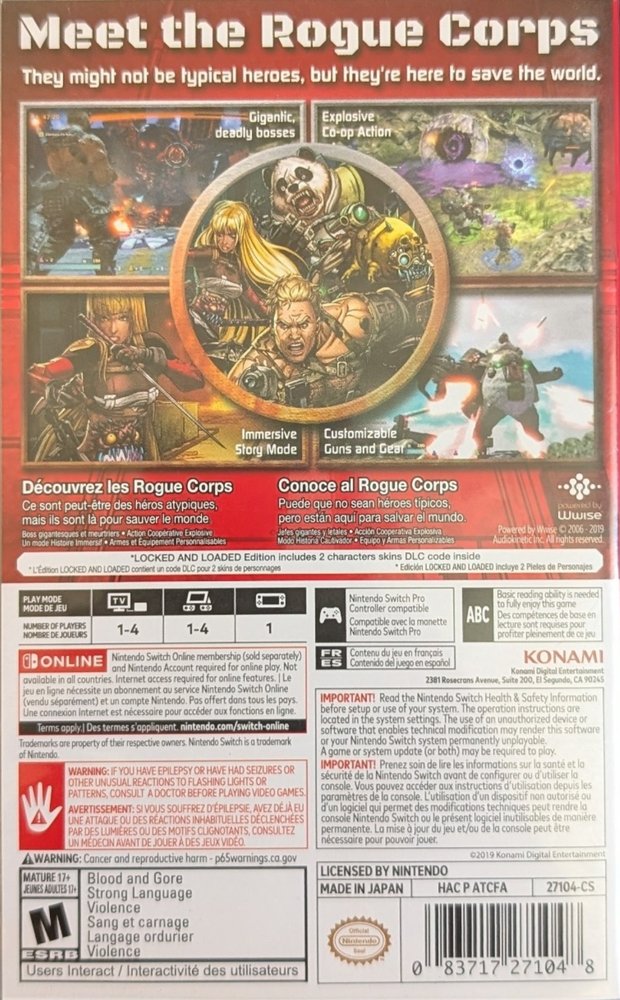 Meet the Rogue Corps
They might not be typical heroes, but they're here to save the world.
Gigantic,
deadly bosses
Explosive
Co-op Action
Immersive
Story Mode
Customizable
Guns and Gear
Découvrez les Rogue Corps
Ce sont peut-être des héros atypiques,
mais ils sont là pour sauver le monde
Boss gigantesques et meurtriers • Action Coopérative Explosive
Un mode Histoire Immersif • Armes et Équipement Personnalisables
Conoce al Rogue Corps
Puede que no sean héroes típicos,
pero están aquí para salvar el mundo.
Jefes gigantes y letales • Acción Cooperativa Explosiva
Modo Historia Cautivador • Equipo y Armas Personalizables
powered by
Wwise
Powered by Wwise © 2006 - 2019
Audiokinetic Inc. All rights reserved.
*LOCKED AND LOADED Edition includes 2 characters skins DLC code inside
*L'Édition LOCKED AND LOADED contient un code DLC pour 2 skins de personnages
* Edición LOCKED AND LOADED Incluye 2 Pieles de Personajes
PLAY MODE
MODE DE JEU
TV
NUMBER OF PLAYERS
NOMBRE DE JOUEURS
1-4
1-4
1
Nintendo Switch Pro
Controller compatible
Compatible avec la manette
Nintendo Switch Pro
ABC
Basic reading ability is needed
to fully enjoy this game
Des compétences de base en
lecture sont requises pour
profiter pleinement de ce jeu
FR
ES
Contenu du jeu en français
Contenido del juego en español
KONAMI
Konami Digital Entertainment
2381 Rosecrans Avenue, Suite 200, El Segundo, CA 90245
ONLINE
Nintendo Switch Online membership (sold separately)
and Nintendo Account required for online play. Not
available in all countries. Internet access required for online features. | Le
jeu en ligne nécessite un abonnement au service Nintendo Switch Online
(vendu séparément) et un compte Nintendo. Pas offert dans tous les pays.
Une connexion Internet est nécessaire pour accéder aux fonctions en ligne.
Terms apply. | Des termes s'appliquent. nintendo.com/switch-online
Trademarks are property of their respective owners. Nintendo Switch is a trademark
of Nintendo.
WARNING: IF YOU HAVE EPILEPSY OR HAVE HAD SEIZURES OR
OTHER UNUSUAL REACTIONS TO FLASHING LIGHTS OR
PATTERNS, CONSULT A DOCTOR BEFORE PLAYING VIDEO GAMES.
AVERTISSEMENT: SI VOUS SOUFFREZ D'ÉPILEPSIE, AVEZ DÉJÀ EU
UNE ATTAQUE OU DES RÉACTIONS INHABITUELLES DÉCLENCHÉES
PAR DES LUMIÈRES OU DES MOTIFS CLIGNOTANTS, CONSULTEZ
UN MÉDECIN AVANT DE JOUER À DES JEUX VIDÉO.
WARNING: Cancer and reproductive harm - p65warnings.ca.gov
IMPORTANT! Read the Nintendo Switch Health & Safety Information
before setup or use of your system. The operation instructions are
located in the system settings. The use of an unauthorized device or
software that enables technical modification may render this software
or your Nintendo Switch system permanently unplayable.
A game or system update (or both) may be required to play.
IMPORTANT! Prenez soin de lire les informations sur la santé et la
sécurité de la Nintendo Switch avant de configurer ou d'utiliser la
console. Vous pouvez accéder aux instructions d'utilisation depuis les
paramètres de la console. L'utilisation d'un dispositif non autorisé ou
d'un logiciel qui permet des modifications techniques peut rendre la
console Nintendo Switch ou le présent logiciel inutilisables de manière
permanente. La mise à jour du jeu et/ou de la console peut être
nécessaire pour pouvoir jouer.
©2019 Konami Digital Entertainment
MATURE 17+
JEUNES ADULTES 17+
M
ESRB
Blood and Gore
Strong Language
Violence
Sang et carnage
Langage ordurier
Violence
Users Interact / Interactivité des utilisateurs
LICENSED BY NINTENDO
MADE IN JAPAN
HAC P ATCFA
27104-CS
Official
Nintendo
Seal
0 83717 27104 8